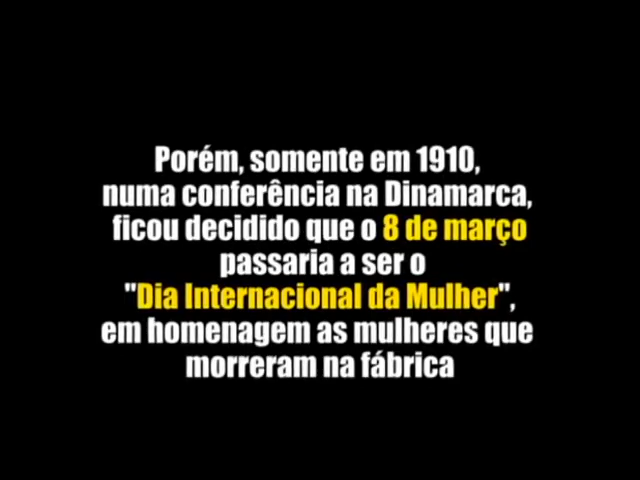 Porém, somente em 1910,
numa conferência na Dinamarca,
ficou decidido que o 8 de março
passaria a ser o
"Dia Internacional da Mulher",
em homenagem as mulheres que
morreram na fábrica